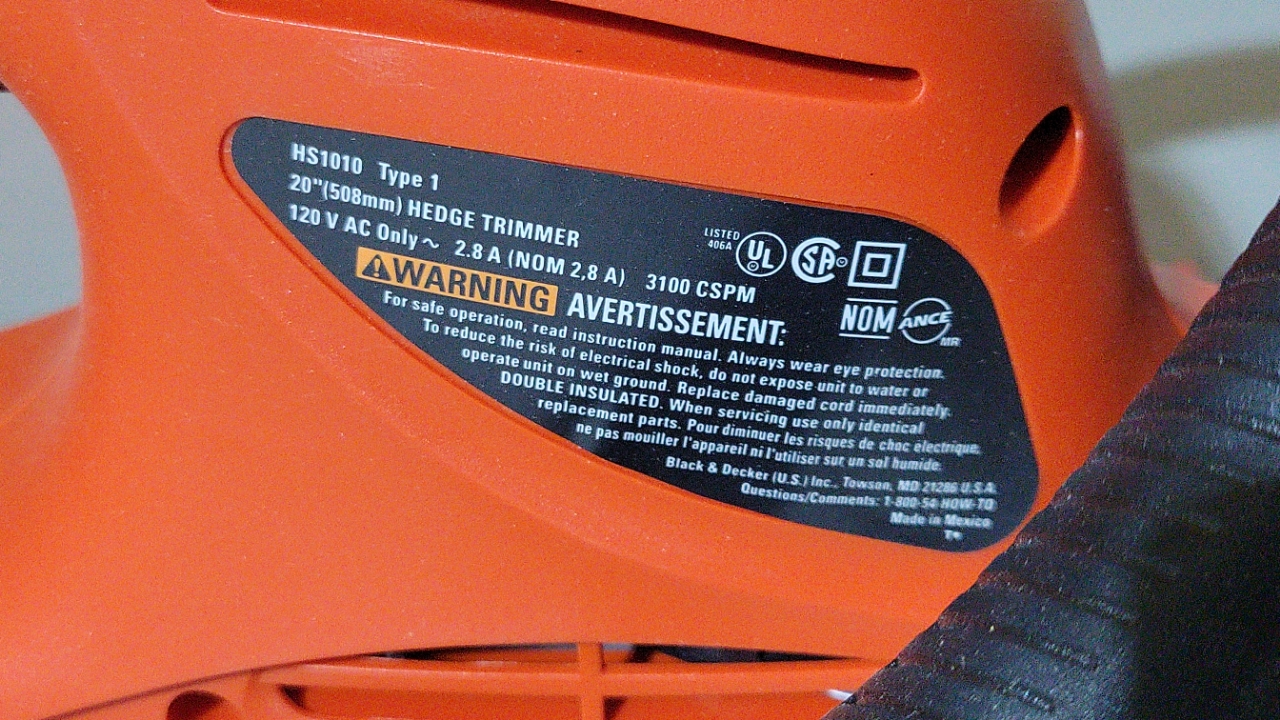 HS1010 Type 1
20"(508mm) HEDGE TRIMMER
120 V AC Only ~ 2.8 A (NOM 2,8 A) 3100 CSPM
LISTED
406A
UL
SA
NOM
ANCE
MR
WARNING AVERTISSEMENT:
For safe operation, read instruction manual. Always wear eye protection.
To reduce the risk of electrical shock, do not expose unit to water or
operate unit on wet ground. Replace damaged cord immediately.
DOUBLE INSULATED. When servicing use only identical
replacement parts. Pour diminuer les risques de choc electrique,
ne pas mouiller l'appareil ni l'utiliser sur un sol humide.
Black & Decker (U.S.) Inc., Towson, MD 21286 U.S.A.
Questions/Comments: 1-800-54-HOW-TO
Made in Mexico